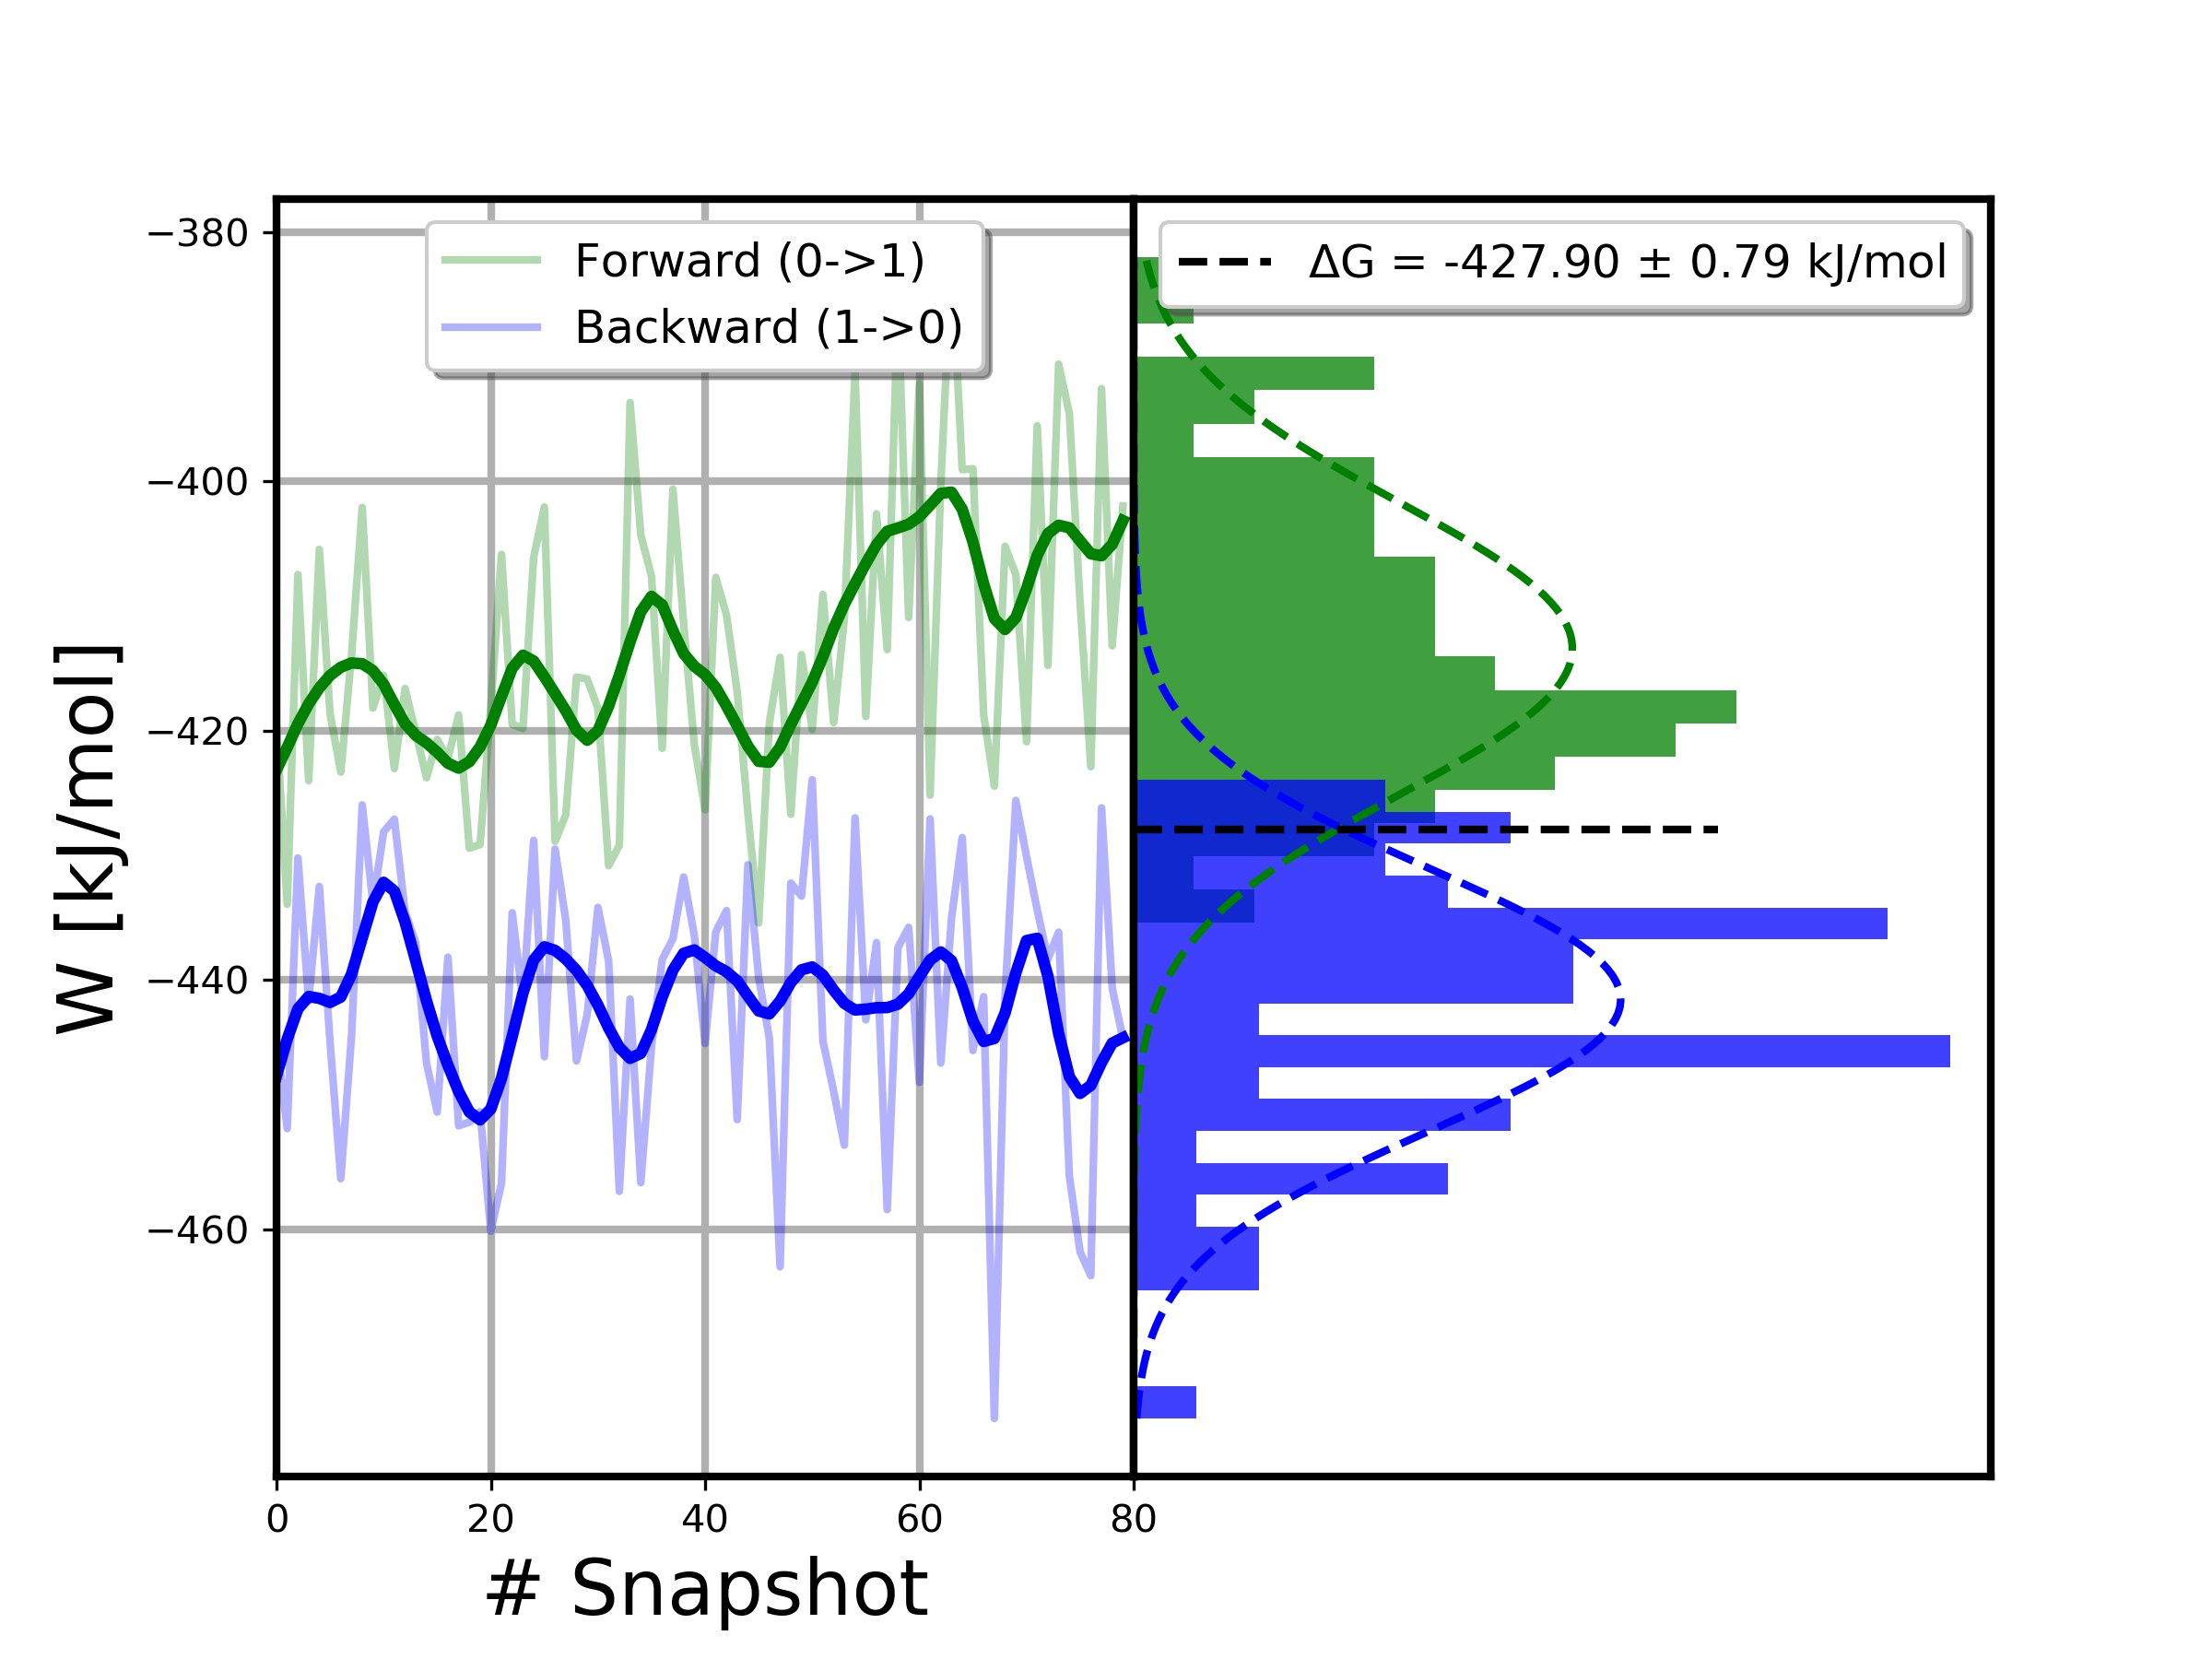 Forward (0->1)
Backward (1->0)
ΔG = -427.90 ± 0.79 kJ/mol
W [kJ/mol]
−380
−400
−420
−440
−460
0 20 40 60 80
# Snapshot